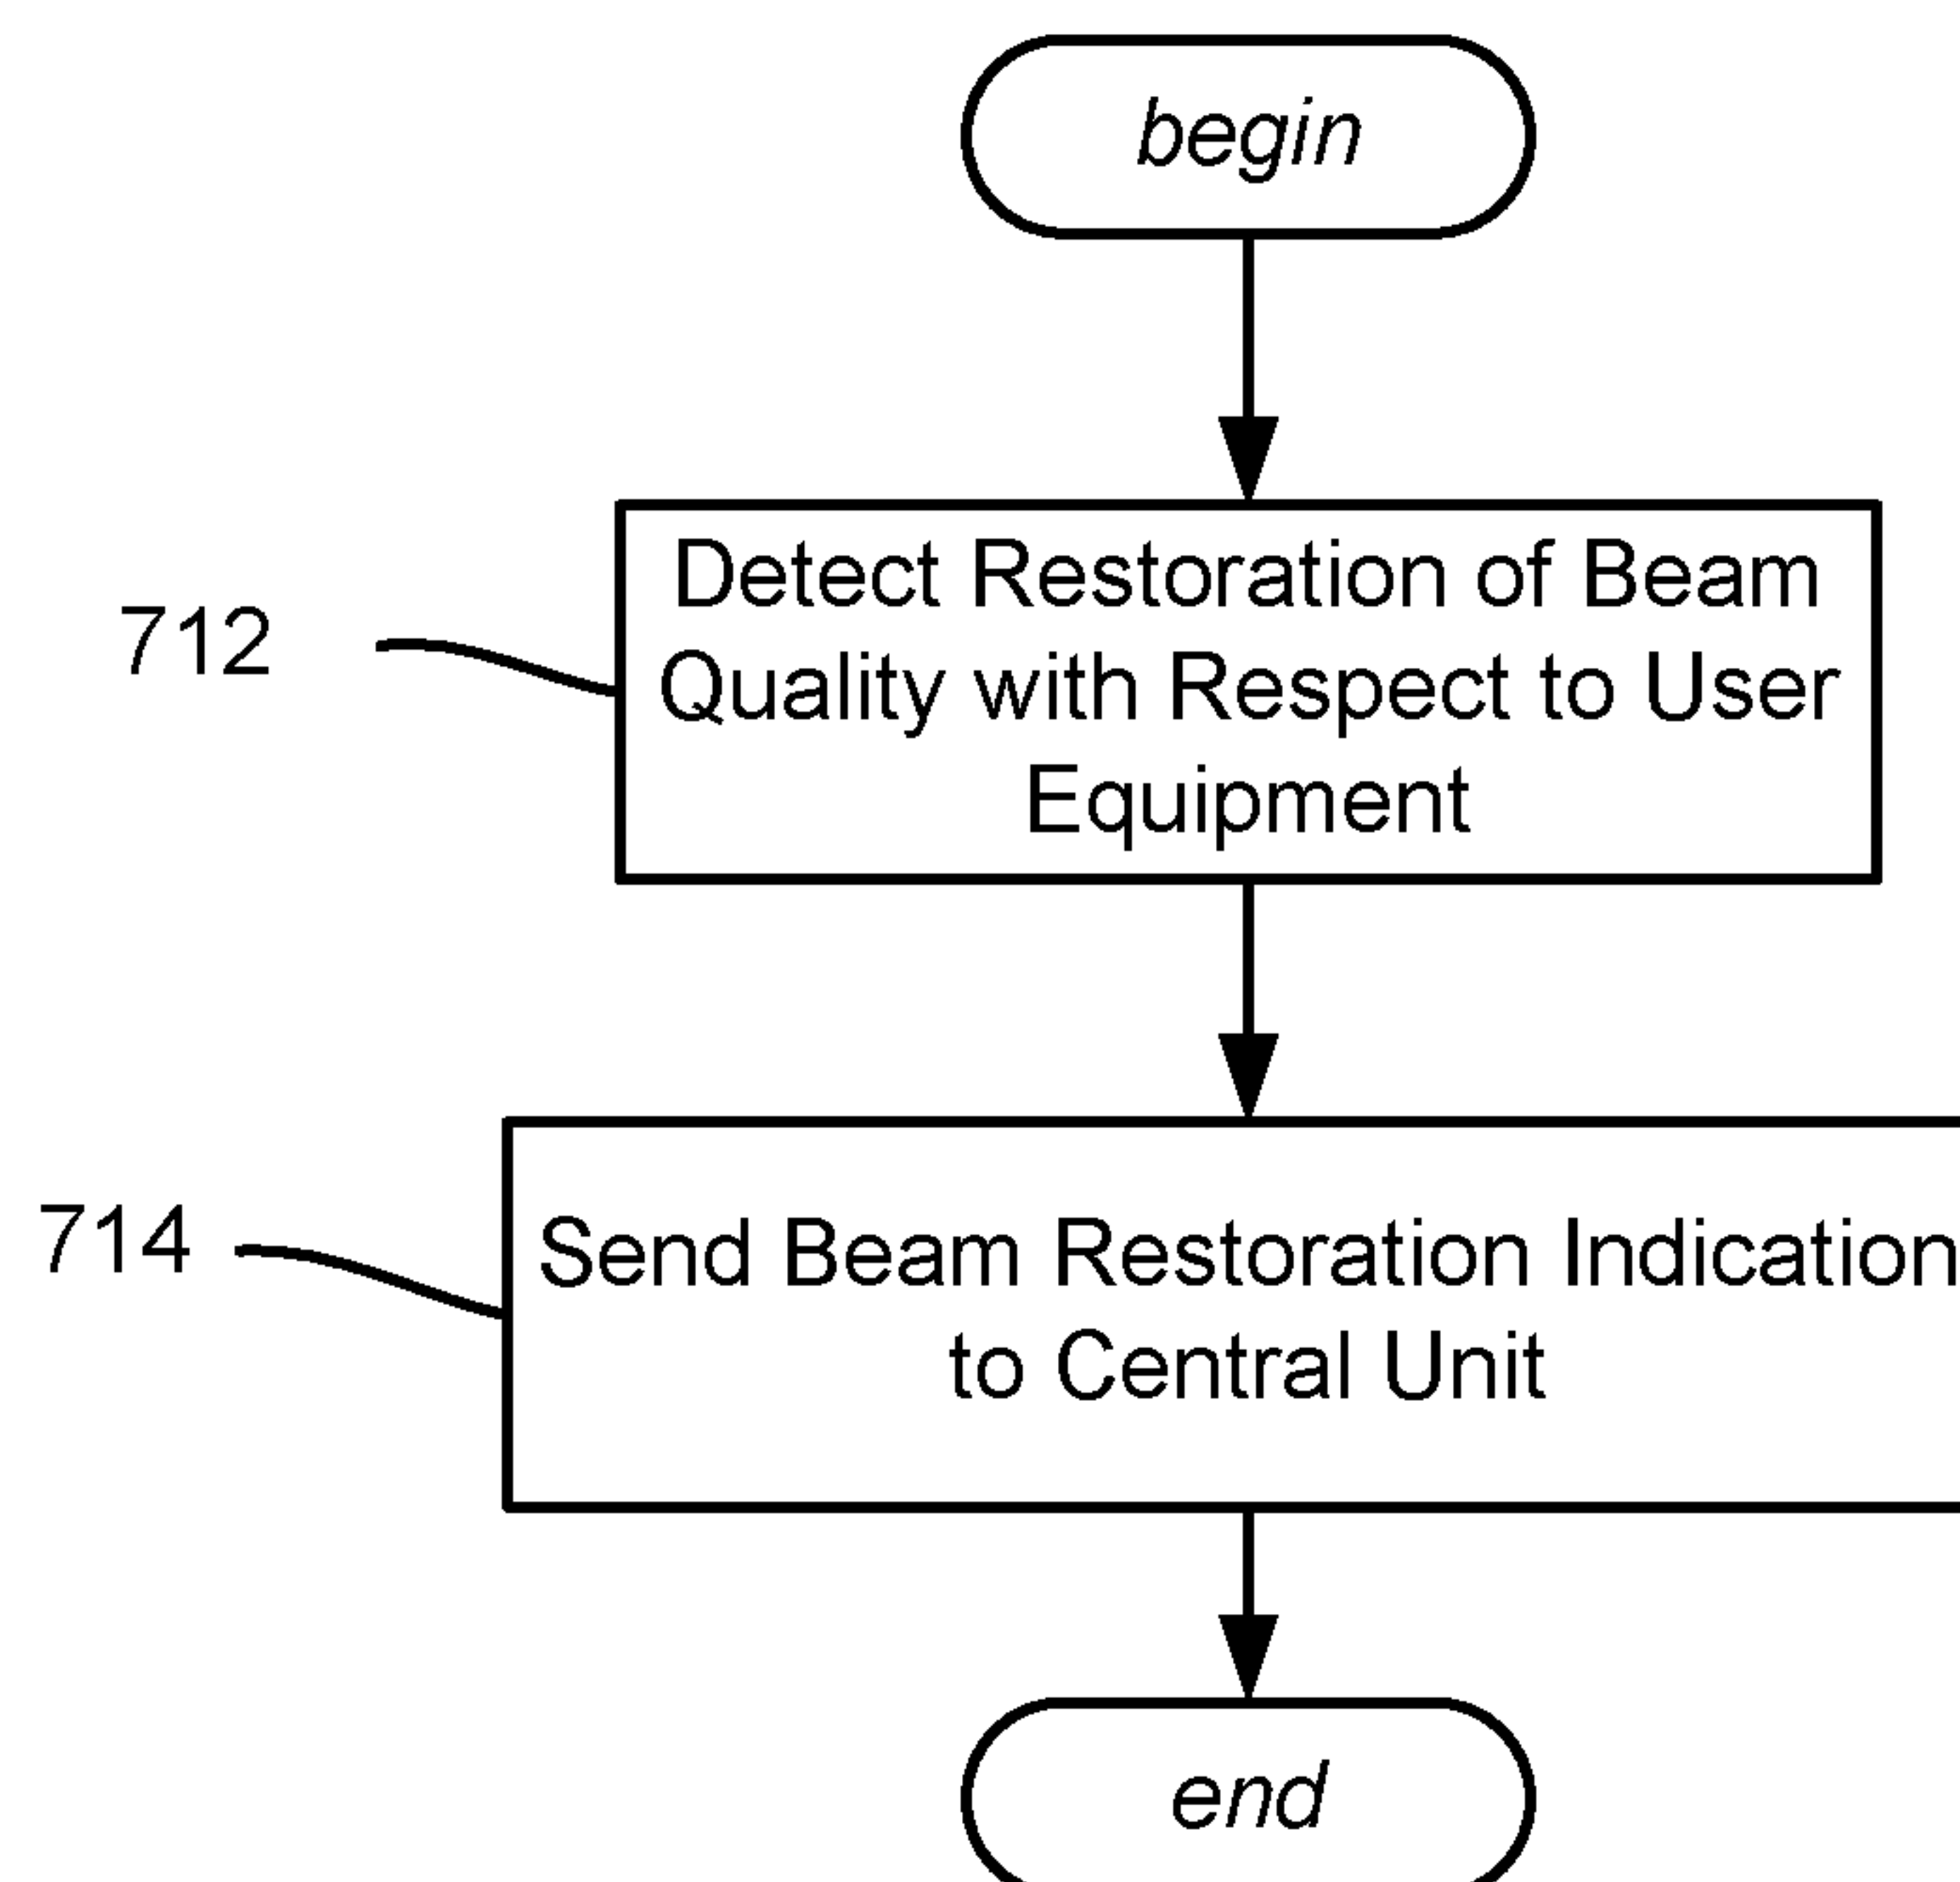 begin
Detect Restoration of Beam
712
Quality with Respect to User
Equipment
714
Send Beam Restoration Indication
to Central Unit
end